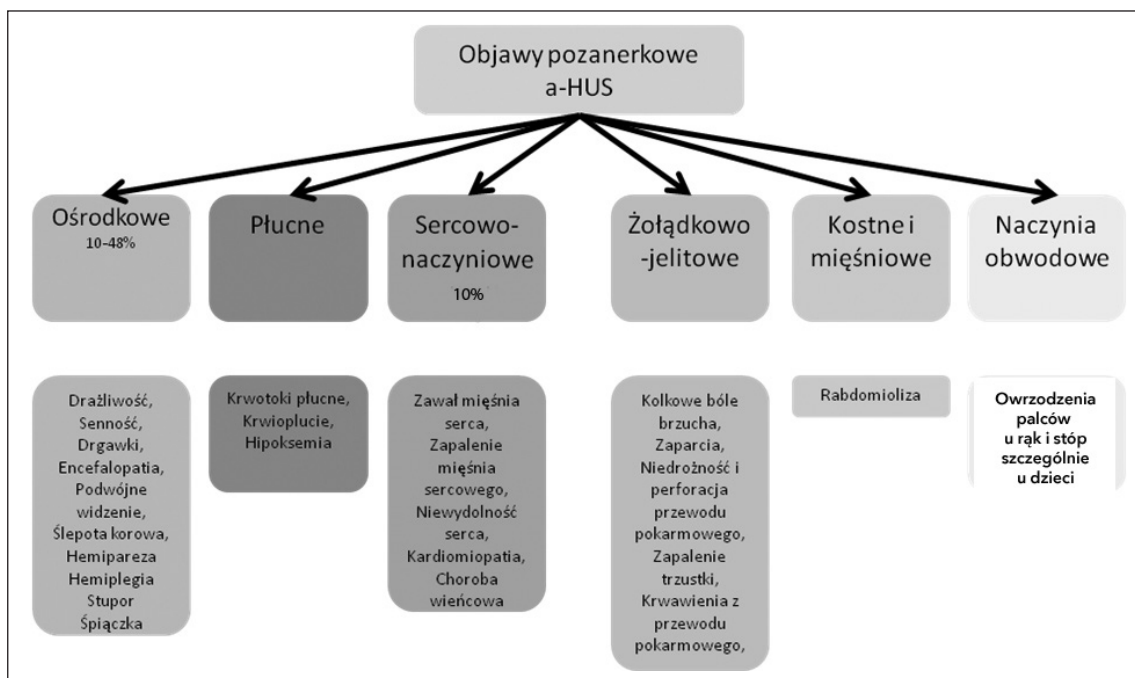 Objawy pozanerkowe
a-HUS
Ośrodkowe
10-48%
Płucne
Sercowo-
naczyniowe
10%
Żołądkowo
-jelitowe
Kostne i
mięśniowe
Naczynia
obwodowe
Drażliwość,
Senność,
Drgawki,
Encefalopatia,
Podwójne
widzenie,
Ślepota korowa,
Hemipareza
Hemiplegia
Stupor
Śpiączka
Krwotoki płucne,
Krwioplucie,
Hipoksemia
Zawał mięśnia
serca,
Zapalenie
mięśnia
sercowego,
Niewydolność
serca,
Kardiomiopatia,
Choroba
wieńcowa
Kolkowe bóle
brzucha,
Zaparcia,
Niedrożność i
perforacja
przewodu
pokarmowego,
Zapalenie
trzustki,
Krwawienia z
przewodu
pokarmowego,
Rabdomioliza
Owrzodzenia
palców
u rąk i stóp
szczególnie
u dzieci